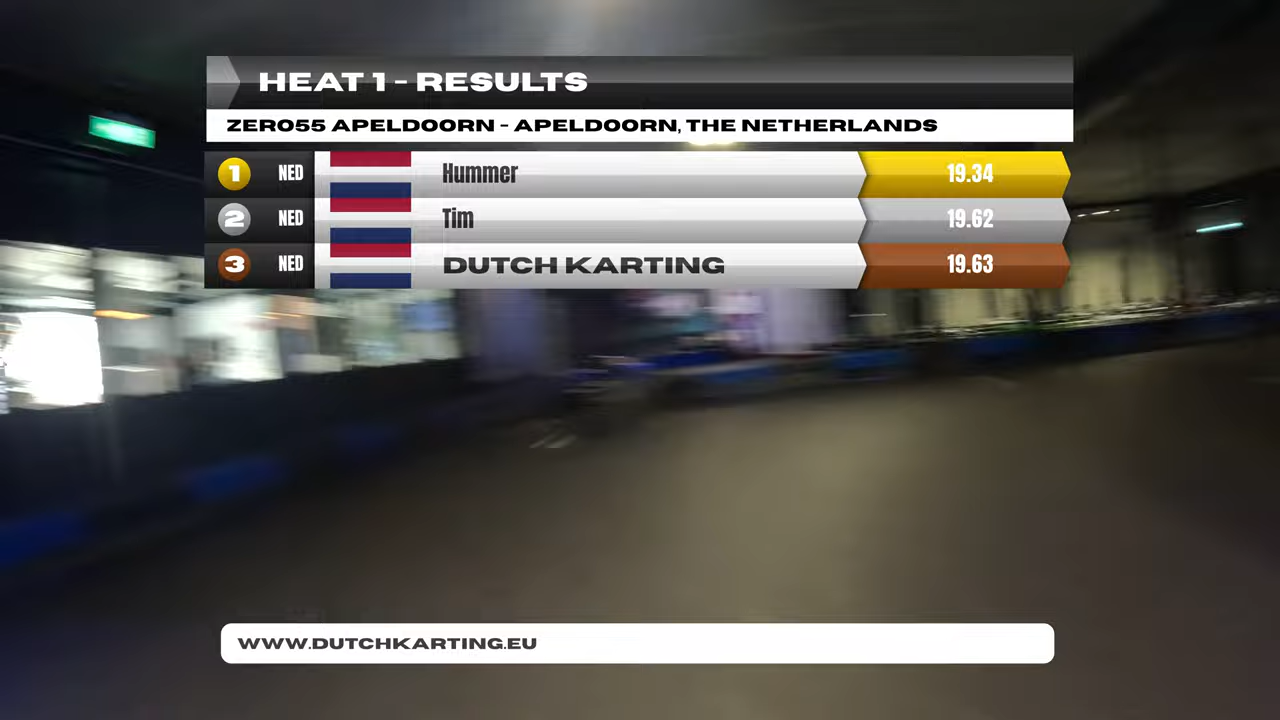 HEAT 1 - RESULTS
ZERO55 APELDOORN - APELDOORN, THE NETHERLANDS
1 NED Hummer 19.34
2 NED Tim 19.62
3 NED DUTCH KARTING 19.63
WWW.DUTCHKARTING.EU